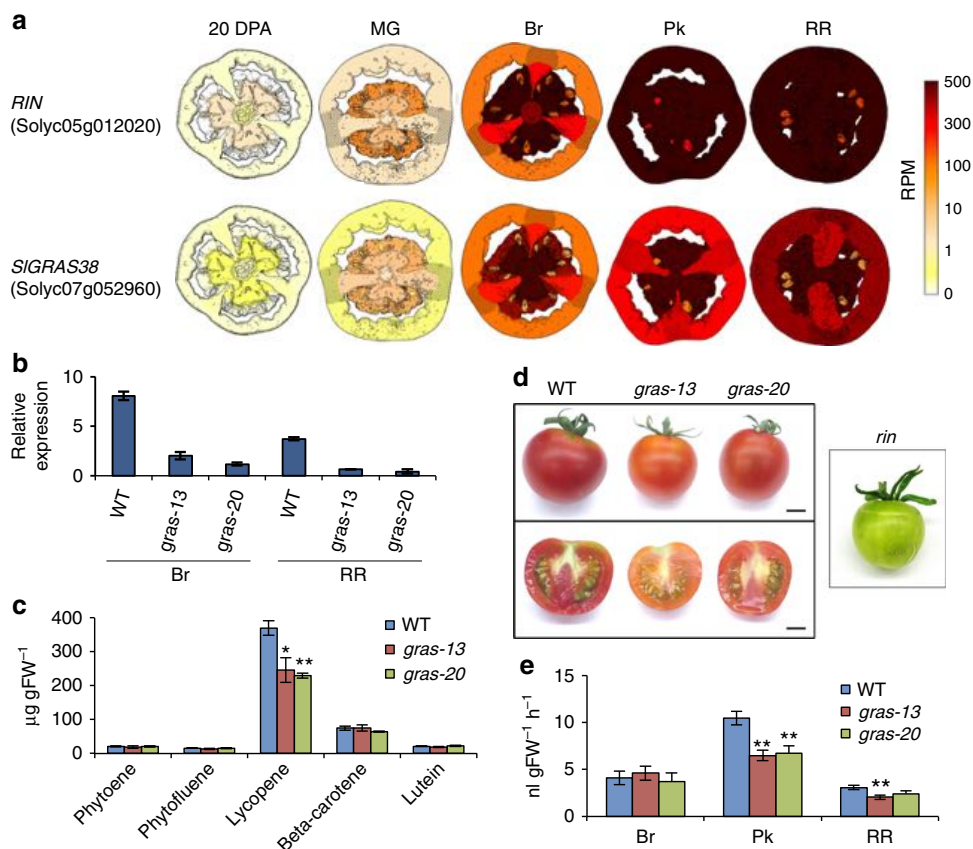 a
20 DPA MG Br Pk RR
RIN
(Solyc05g012020)
SlGRAS38
(Solyc07g052960)
500
300
100
10
1
0
RPM
b
Relative
expression
10
5
0
WT gras-13 gras-20 WT gras-13 gras-20
Br RR
c
µg gFW⁻¹
400
300
200
100
0
WT
gras-13
gras-20
* **
Phytoene Phytofluene Lycopene Beta-carotene Lutein
d
WT gras-13 gras-20
rin
e
nl gFW⁻¹ h⁻¹
15
10
5
0
WT
gras-13
gras-20
** **
**
Br Pk RR